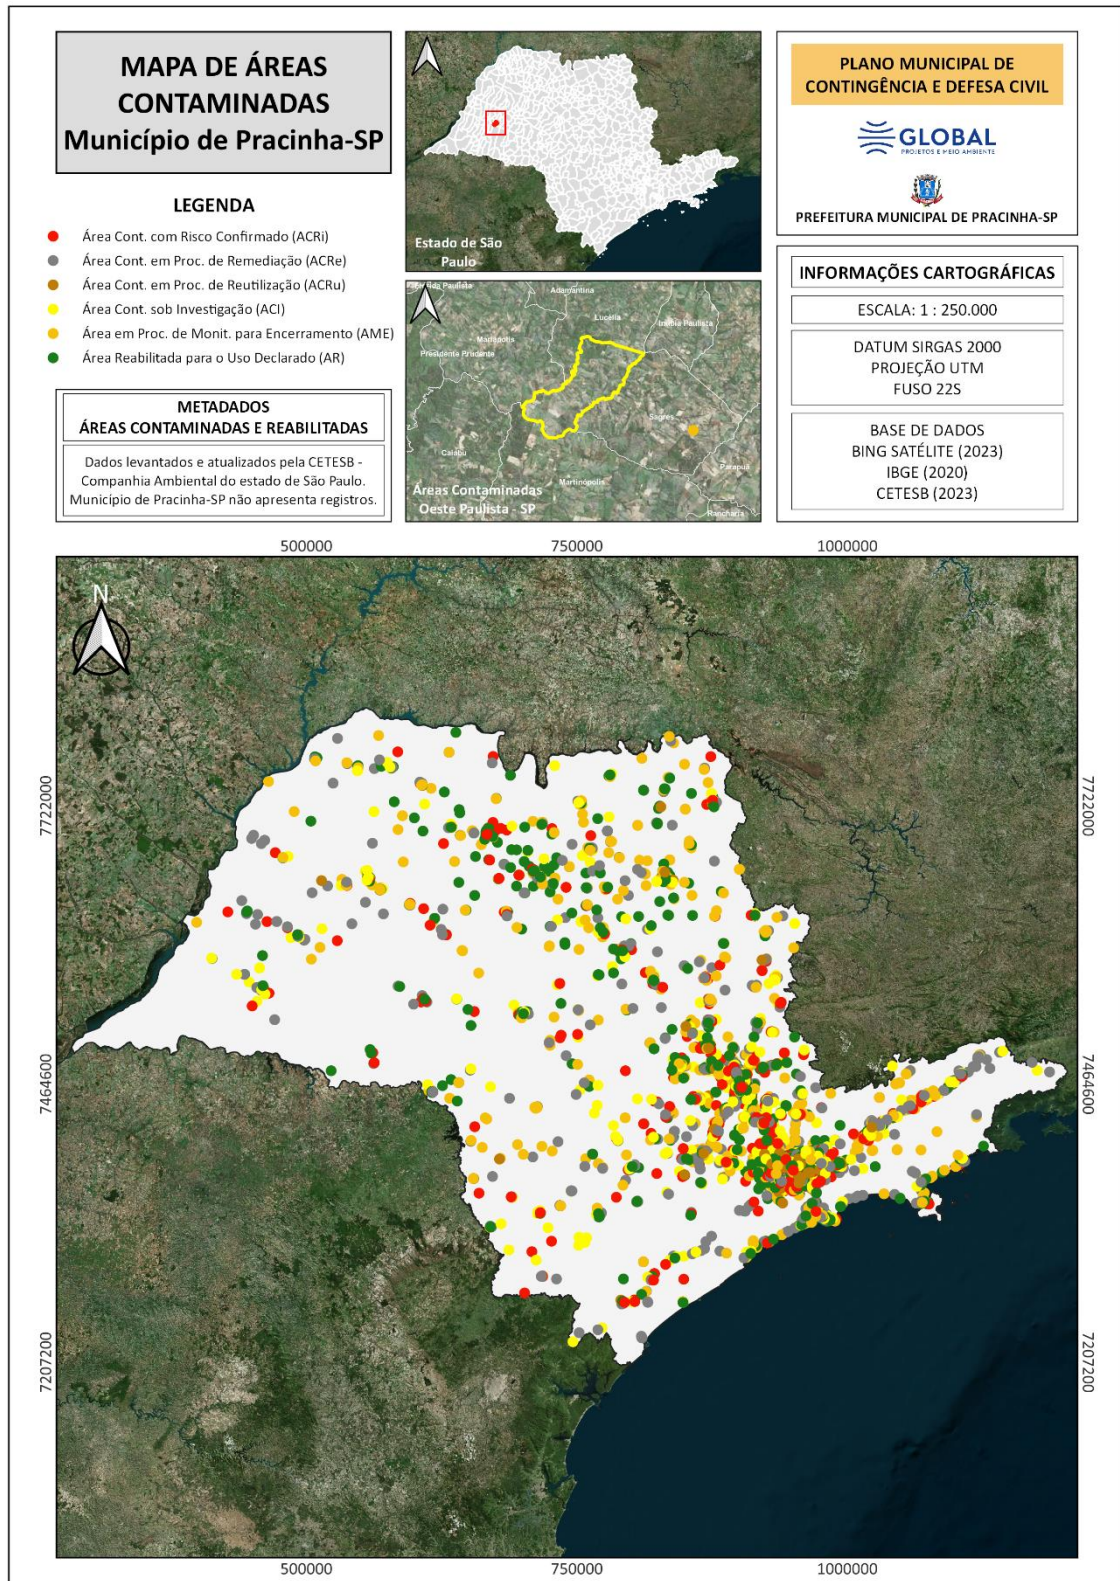 MAPA DE ÁREAS
CONTAMINADAS
Município de Pracinha-SP
LEGENDA
Área Cont. com Risco Confirmado (ACRi)
Área Cont. em Proc. de Remediação (ACRe)
Área Cont. em Proc. de Reutilização (ACRu)
Área Cont. sob Investigação (ACI)
Área em Proc. de Monit. para Encerramento (AME)
Área Reabilitada para o Uso Declarado (AR)
METADADOS
ÁREAS CONTAMINADAS E REABILITADAS
Dados levantados e atualizados pela CETESB -
Companhia Ambiental do estado de São Paulo.
Município de Pracinha-SP não apresenta registros.
Estado de São
Paulo
Paulista
Adamantina
Lucélia
Inúbia Paulista
Mariápolis
Presidente Prudente
Sagres
Caiabu
Parapuã
Martinópolis
Rancharia
Áreas Contaminadas
Oeste Paulista - SP
PLANO MUNICIPAL DE
CONTINGÊNCIA E DEFESA CIVIL
GLOBAL
PROJETOS E MEIO AMBIENTE
PREFEITURA MUNICIPAL DE PRACINHA-SP
INFORMAÇÕES CARTOGRÁFICAS
ESCALA: 1 : 250.000
DATUM SIRGAS 2000
PROJEÇÃO UTM
FUSO 22S
BASE DE DADOS
BING SATÉLITE (2023)
IBGE (2020)
CETESB (2023)
500000
750000
1000000
N
7722000
7722000
7464600
7464600
7207200
7207200
500000
750000
1000000